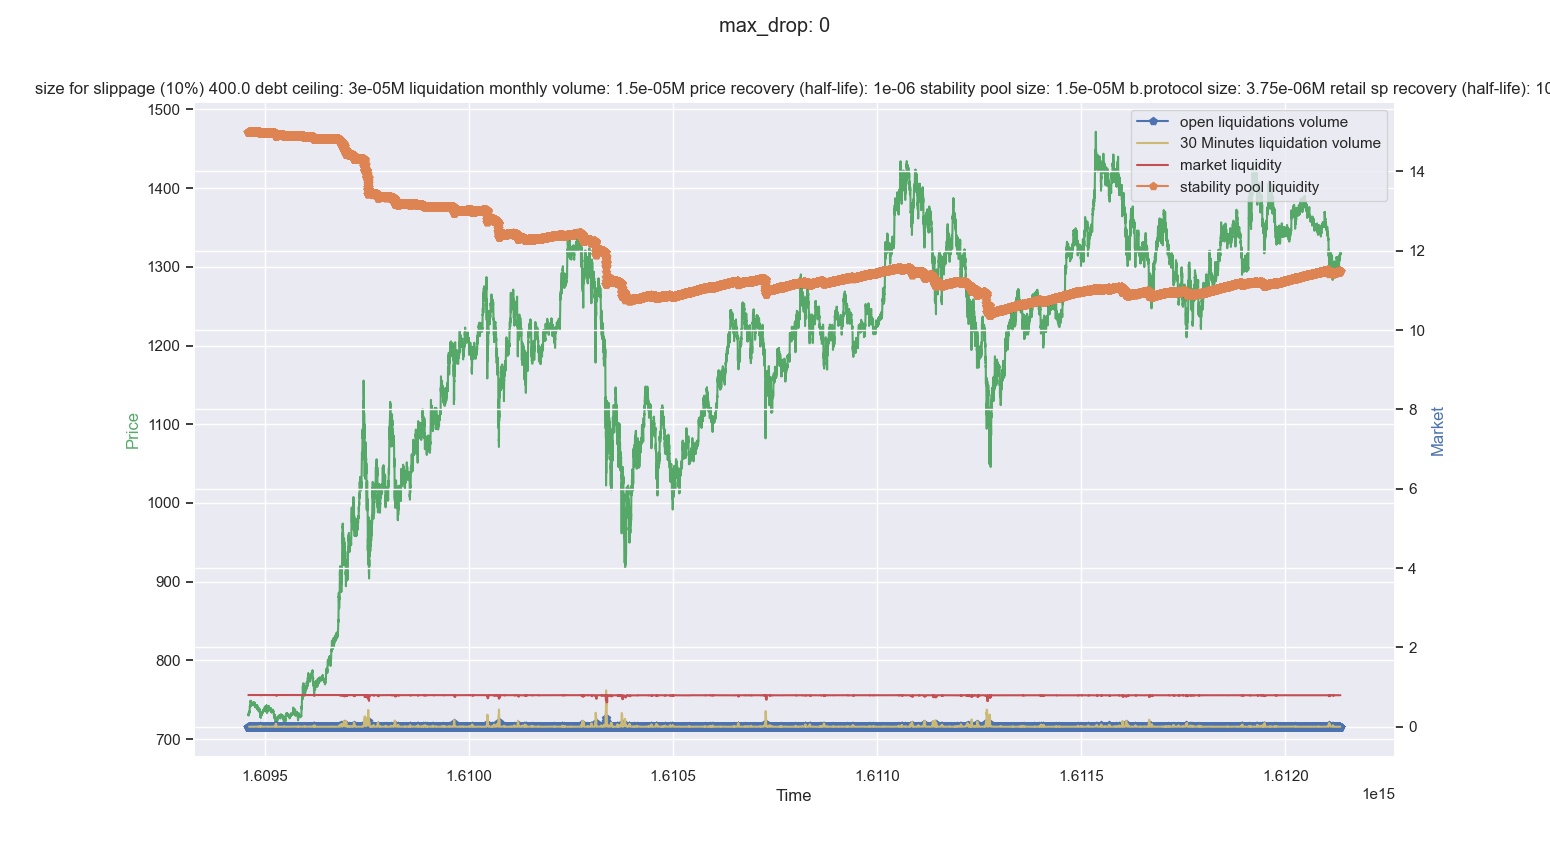 max_drop: 0
size for slippage (10%) 400.0 debt ceiling: 3e-05M liquidation monthly volume: 1.5e-05M price recovery (half-life): 1e-06 stability pool size: 1.5e-05M b.protocol size: 3.75e-06M retail sp recovery (half-life): 10
open liquidations volume
30 Minutes liquidation volume
market liquidity
stability pool liquidity
1500
1400
1300
1200
1100
1000
900
800
700
Price
14
12
10
8
6
4
2
0
Market
1.6095 1.6100 1.6105 1.6110 1.6115 1.6120
1e15
Time